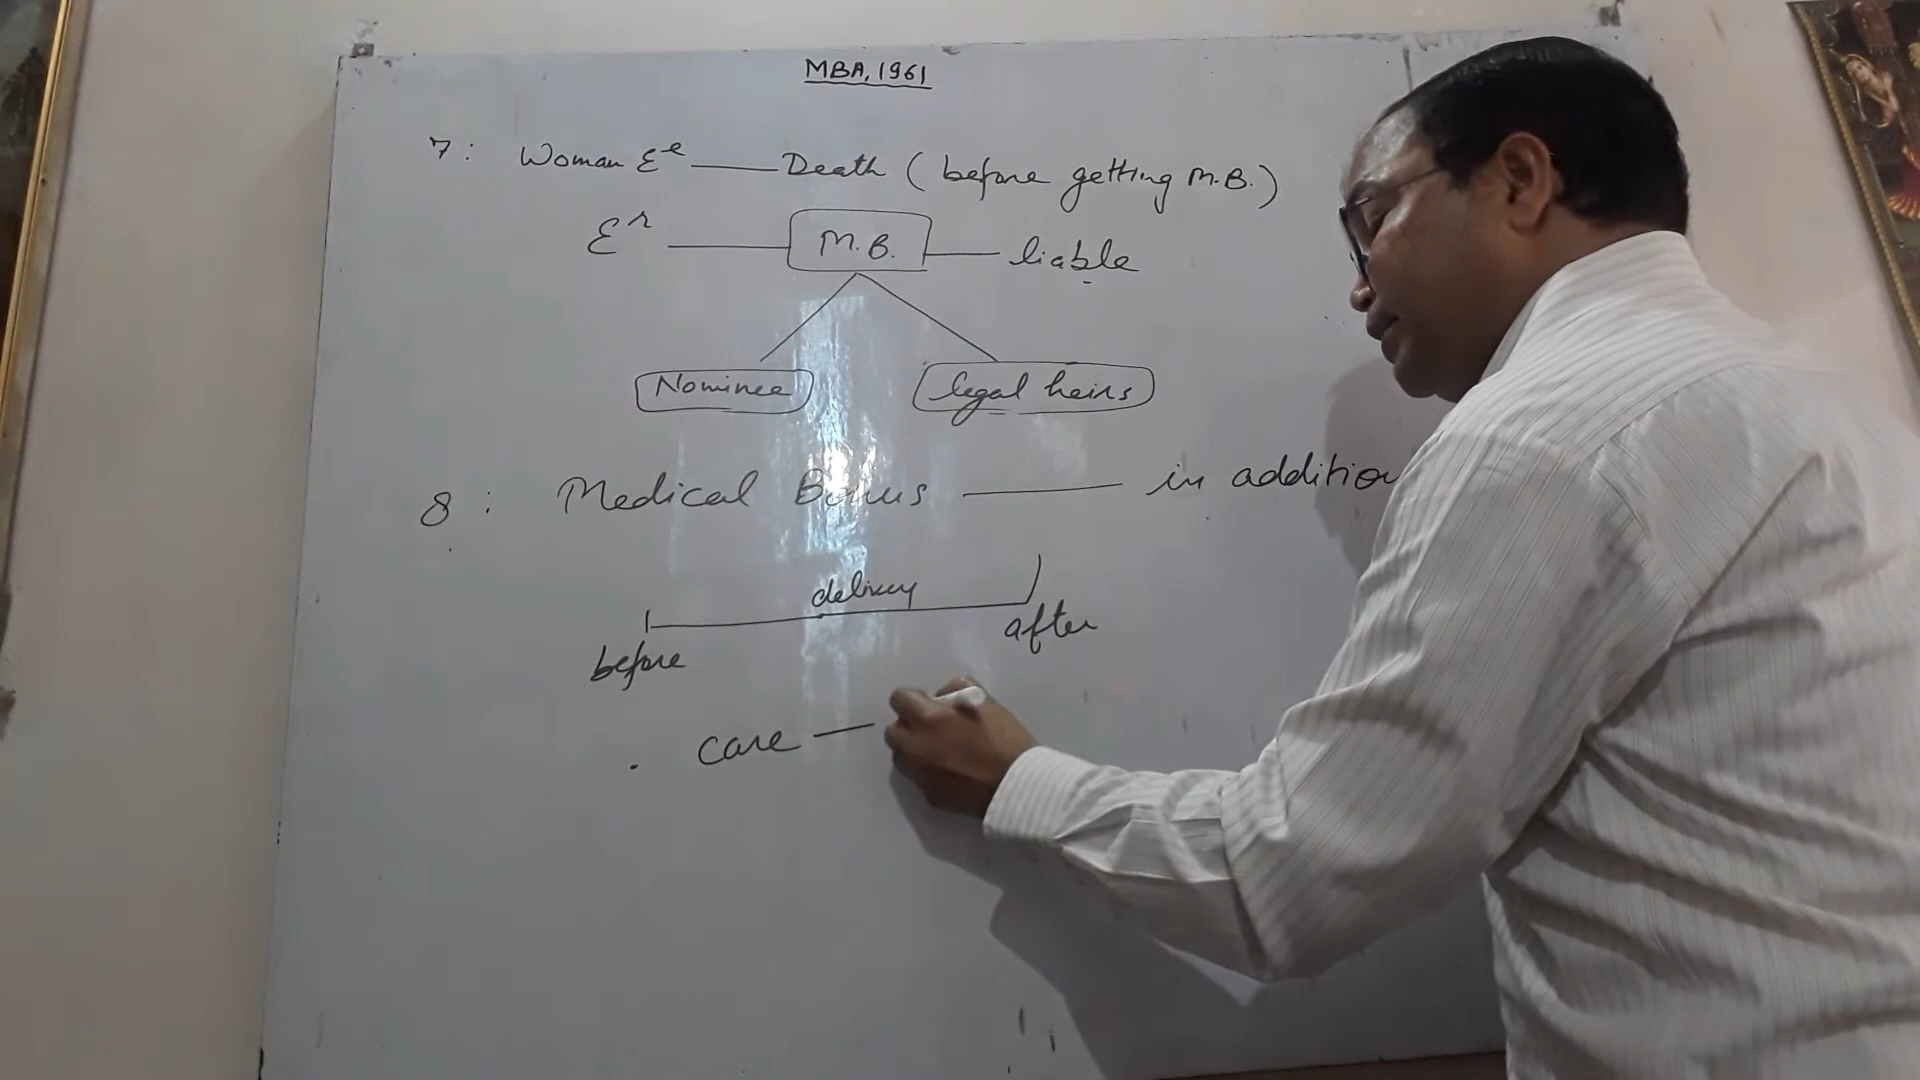 MBA, 1961
7: Woman Eᵉ — Death (before getting M.B.)
Eʳ — M.B. — liable
Nominee legal heirs
8: Medical Bonus — in addition
delivery
before after
care —